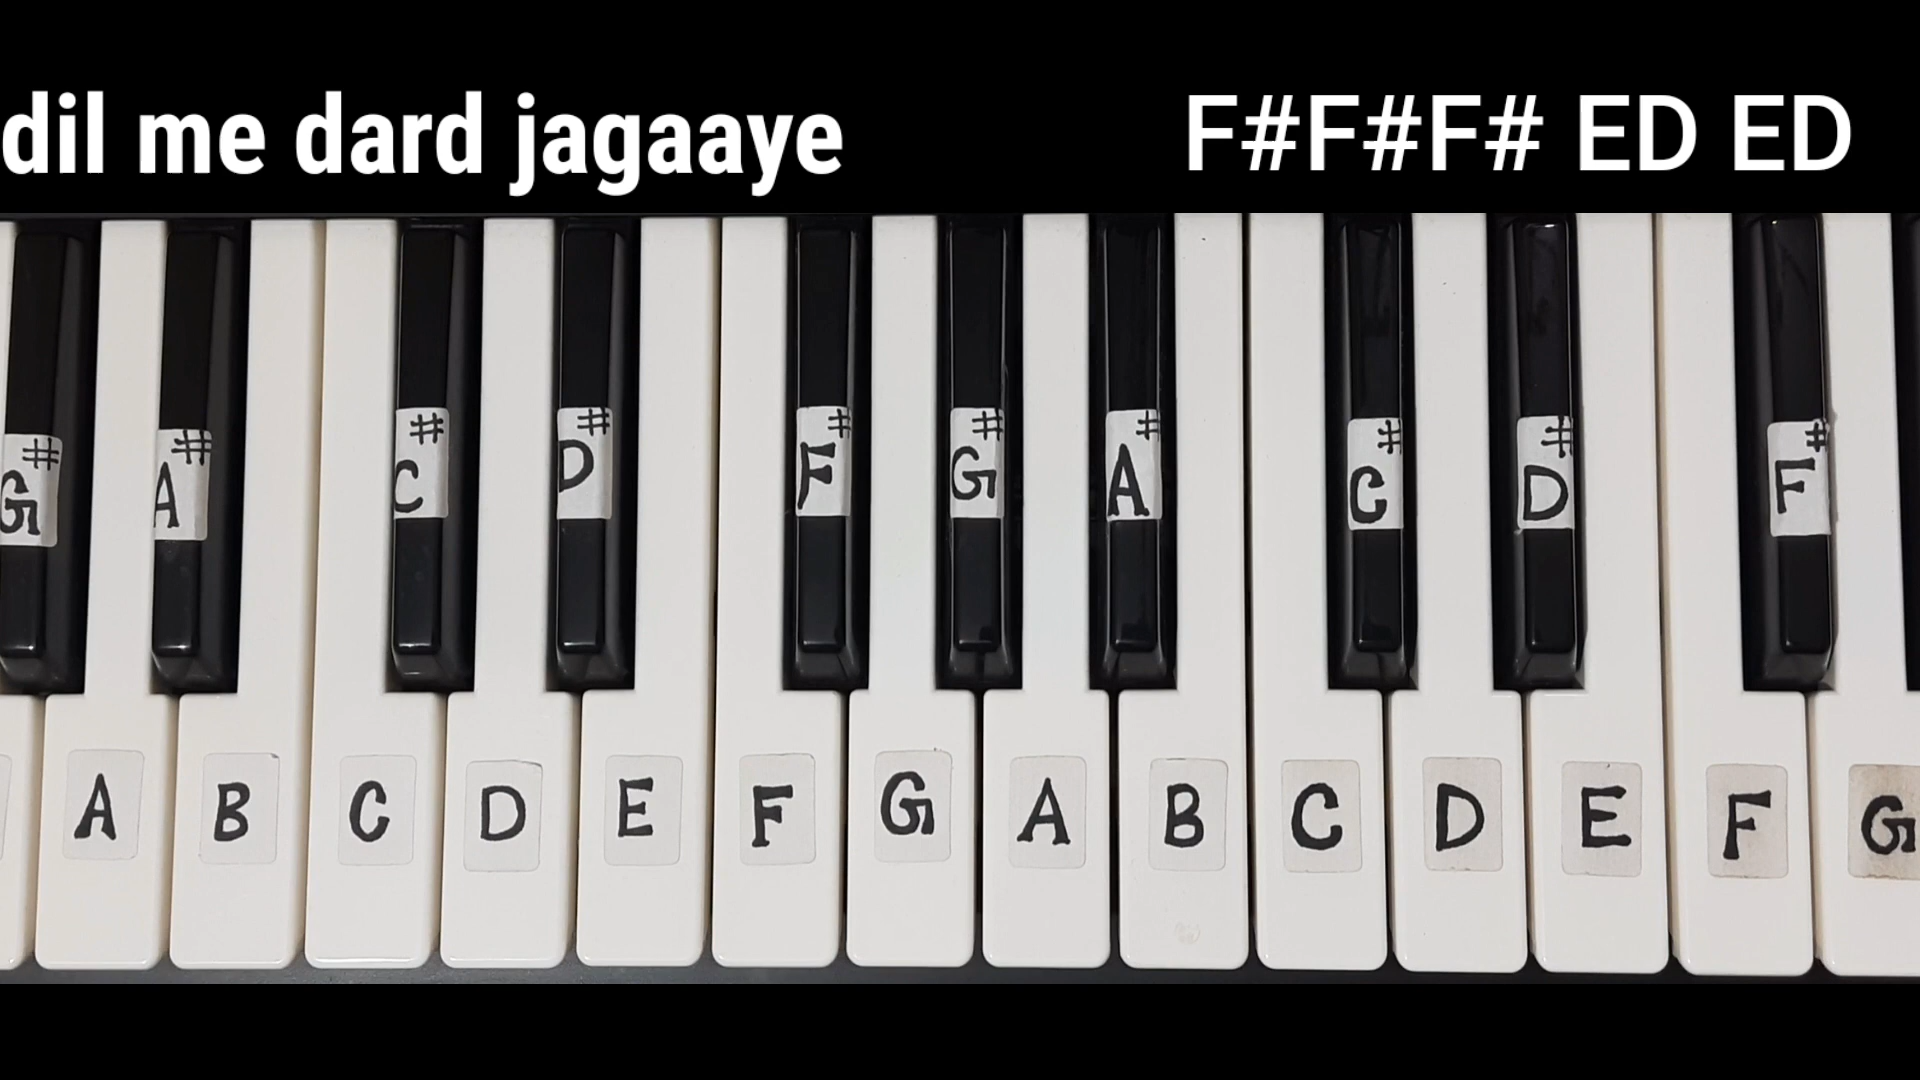 dil me dard jagaaye F#F#F# ED ED
G# A# C# D# F# G# A# C# D# F#
A B C D E F G A B C D E F G